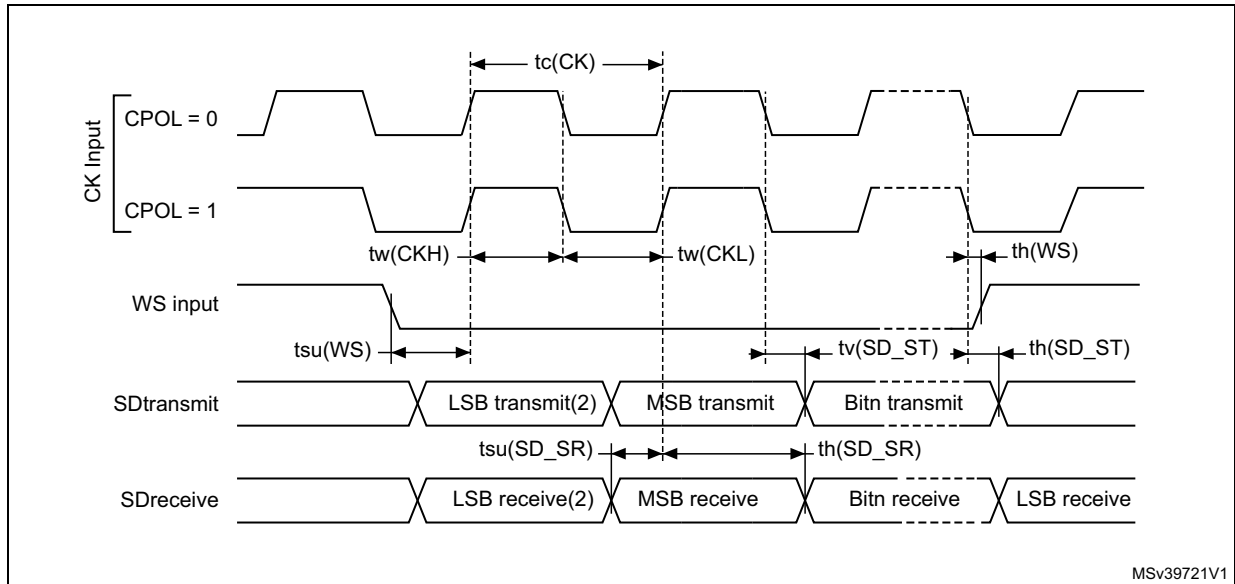 tc(CK)
CK Input
CPOL = 0
CPOL = 1
tw(CKH)
tw(CKL)
th(WS)
WS input
tsu(WS)
tv(SD_ST)
th(SD_ST)
SDtransmit
LSB transmit(2)
MSB transmit
Bitn transmit
tsu(SD_SR)
th(SD_SR)
SDreceive
LSB receive(2)
MSB receive
Bitn receive
LSB receive
MSv39721V1